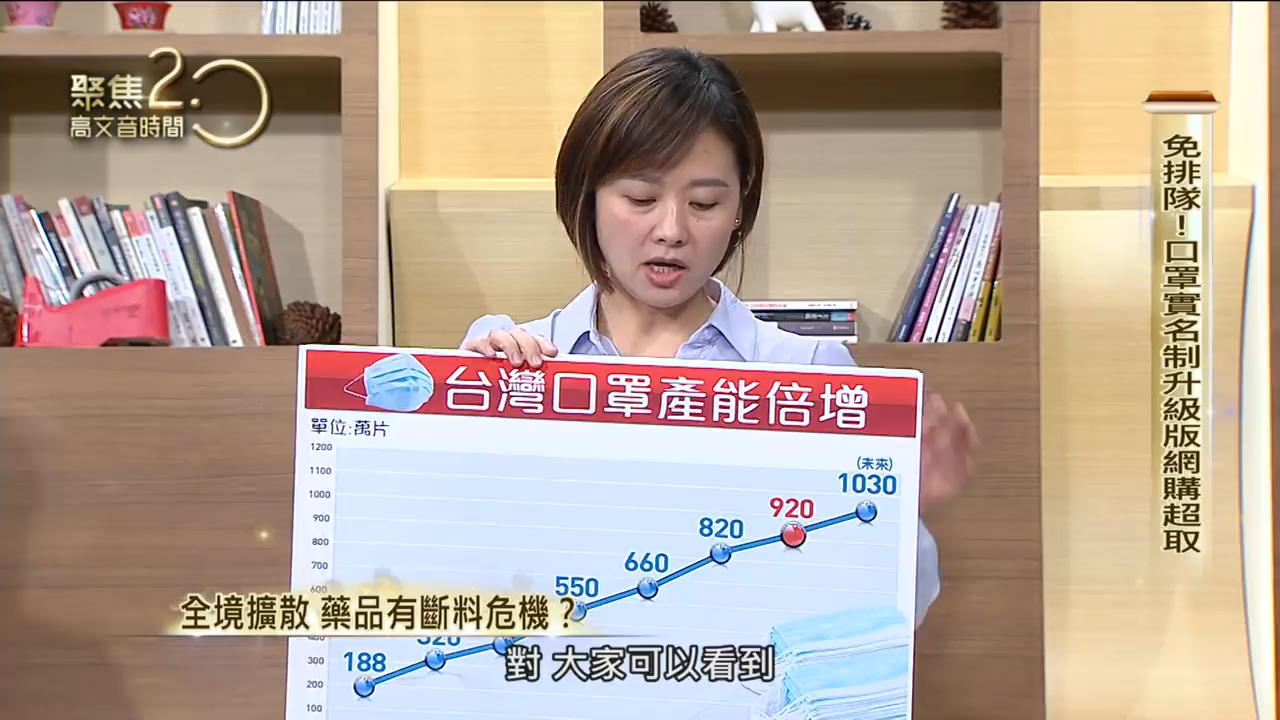 聚焦2.0
高文音時間
免排隊！口罩實名制升級版網購超取
台灣口罩產能倍增
單位:萬片
1200
1100
1000
900
800
700
600
300
200
100
188
320
550
660
820
920
(未來)
1030
全境擴散 藥品有斷料危機？
對 大家可以看到